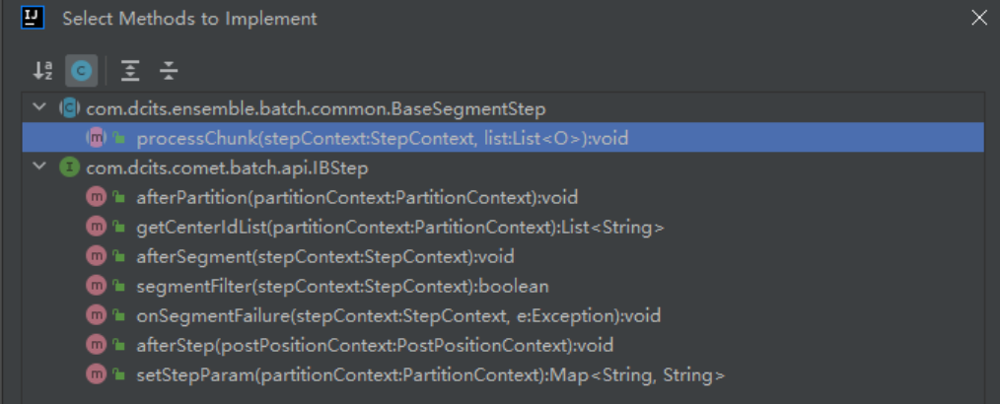 Select Methods to Implement
com.dcits.ensemble.batch.common.BaseSegmentStep
processChunk(stepContext:StepContext, list:List<O>):void
com.dcits.comet.batch.api.IBStep
afterPartition(partitionContext:PartitionContext):void
getCenterIdList(partitionContext:PartitionContext):List<String>
afterSegment(stepContext:StepContext):void
segmentFilter(stepContext:StepContext):boolean
onSegmentFailure(stepContext:StepContext, e:Exception):void
afterStep(postPositionContext:PostPositionContext):void
setStepParam(partitionContext:PartitionContext):Map<String, String>